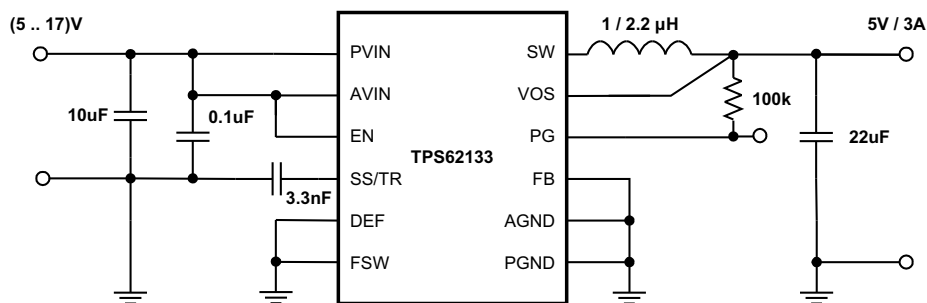 (5 .. 17)V
1 / 2.2 µH
5V / 3A
PVIN
SW
AVIN
VOS
10uF
0.1uF
100k
EN
PG
TPS62133
22uF
SS/TR
FB
3.3nF
DEF
AGND
FSW
PGND